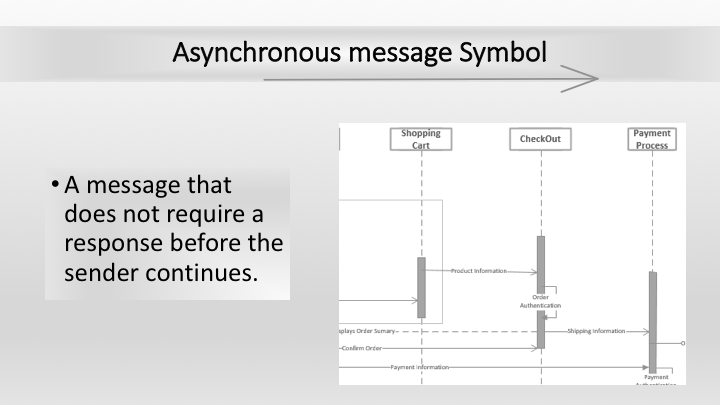 Asynchronous message Symbol
• A message that
does not require a
response before the
sender continues.
Shopping
Cart
CheckOut
Payment
Process
Product Information
Order
Authentication
splays Order Sumary
Shipping Information
Confirm Order
Payment Information
Payment